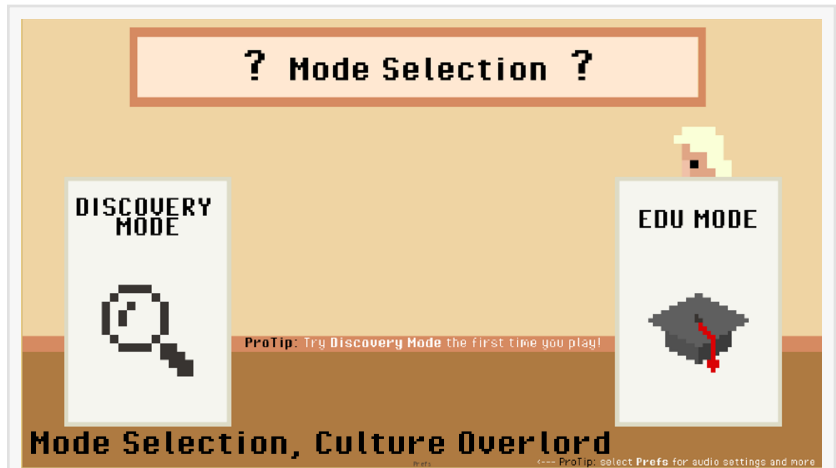 ? Mode Selection ?
DISCOVERY
MODE
EDU MODE
ProTip: Try Discovery Mode the first time you play!
Mode Selection, Culture Overlord
Prefs
<--- ProTip: select Prefs for audio settings and more